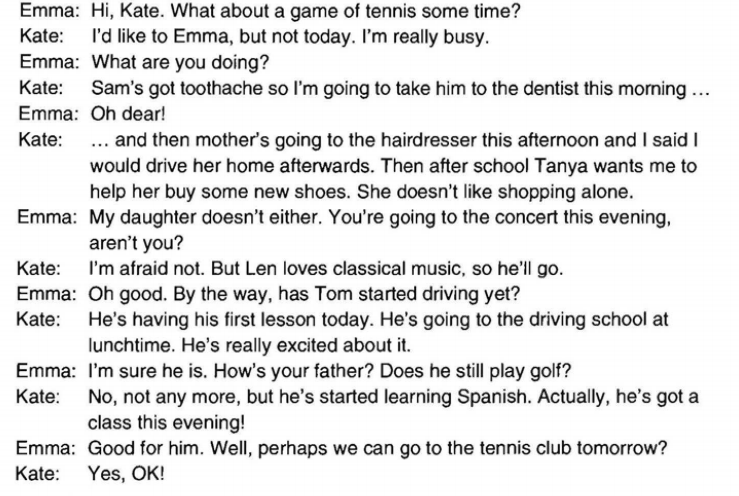 Emma: Hi, Kate. What about a game of tennis some time?
Kate: I'd like to Emma, but not today. I'm really busy.
Emma: What are you doing?
Kate: Sam's got toothache so I'm going to take him to the dentist this morning ...
Emma: Oh dear!
Kate: ... and then mother's going to the hairdresser this afternoon and I said I
would drive her home afterwards. Then after school Tanya wants me to
help her buy some new shoes. She doesn't like shopping alone.
Emma: My daughter doesn't either. You're going to the concert this evening,
aren't you?
Kate: I'm afraid not. But Len loves classical music, so he'll go.
Emma: Oh good. By the way, has Tom started driving yet?
Kate: He's having his first lesson today. He's going to the driving school at
lunchtime. He's really excited about it.
Emma: I'm sure he is. How's your father? Does he still play golf?
Kate: No, not any more, but he's started learning Spanish. Actually, he's got a
class this evening!
Emma: Good for him. Well, perhaps we can go to the tennis club tomorrow?
Kate: Yes, OK!